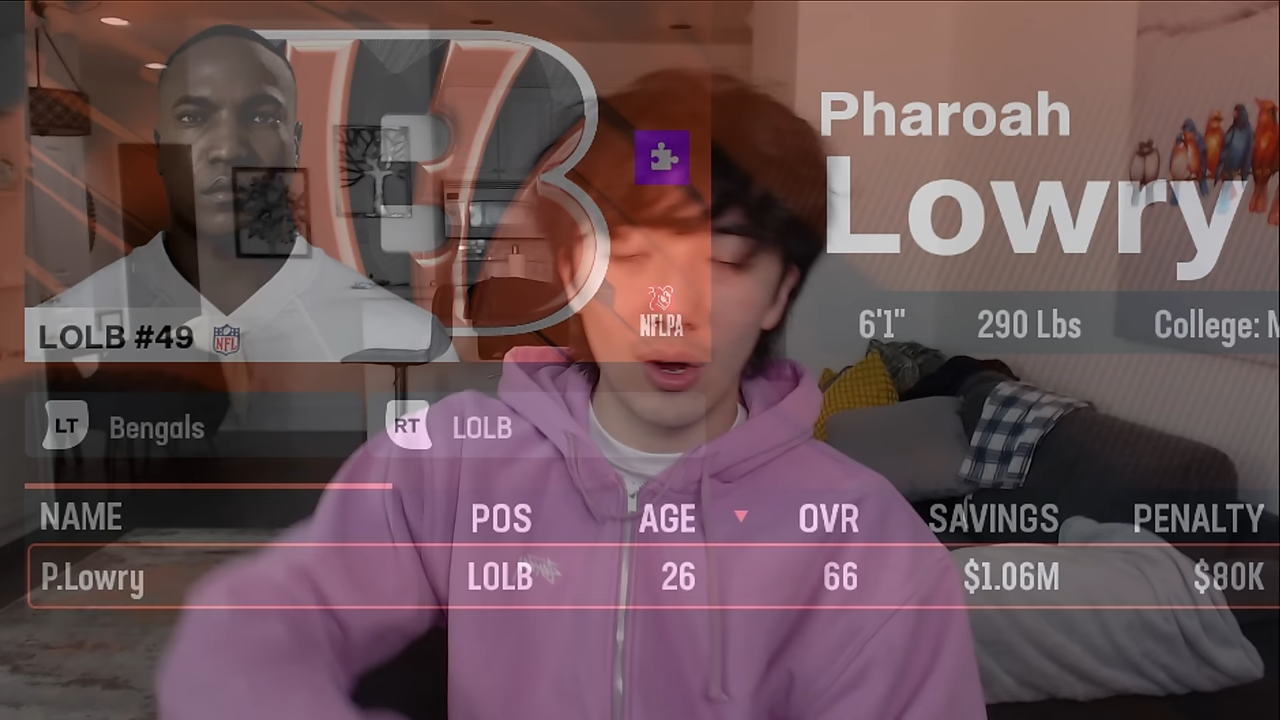 Pharoah
Lowry
NFLPA
6'1" 290 Lbs College:
LOLB #49 NFL
LT Bengals RT LOLB
NAME POS AGE OVR SAVINGS PENALTY
P.Lowry LOLB 26 66 $1.06M $80K